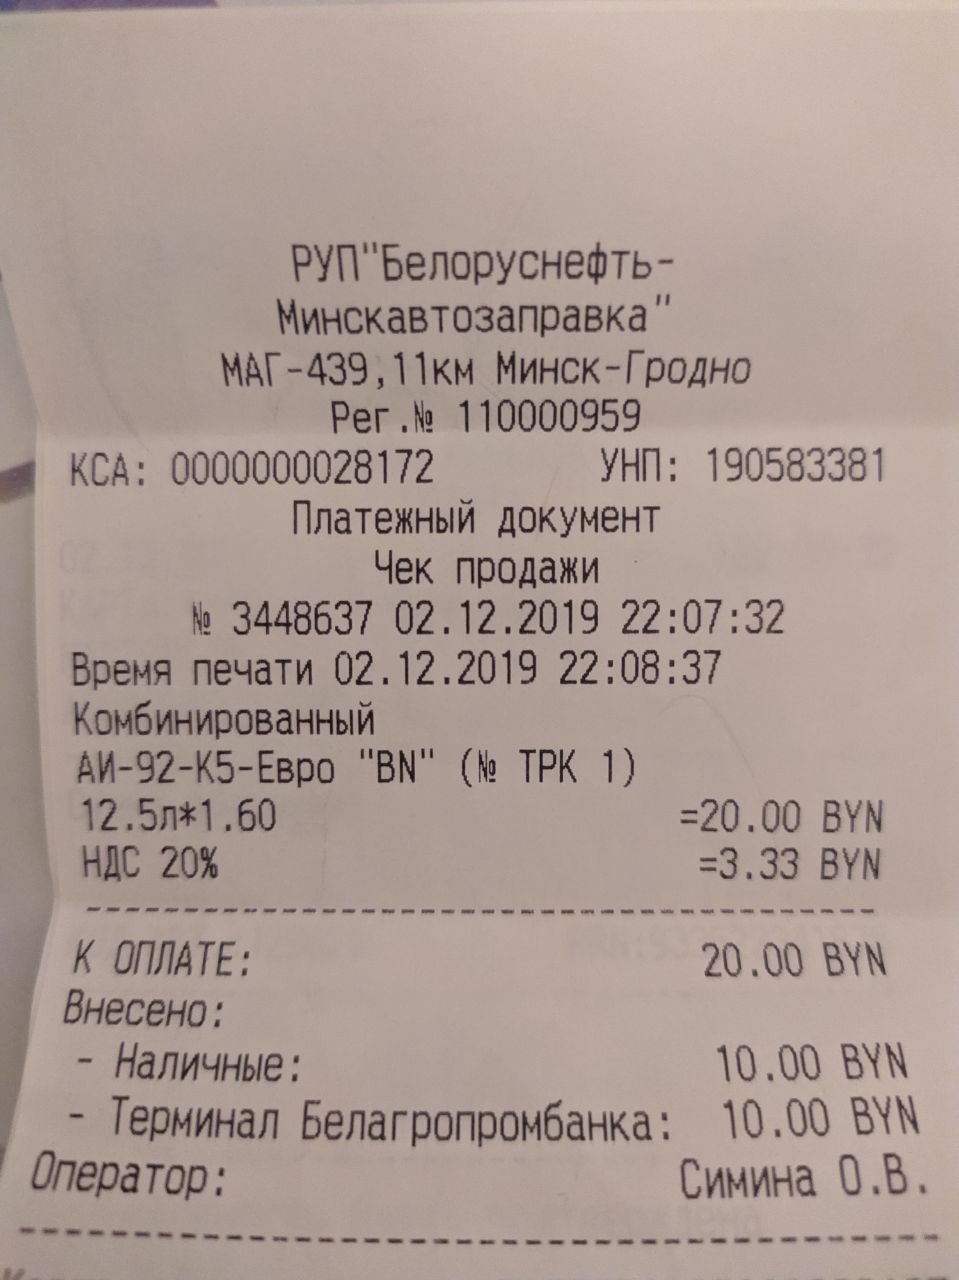 РУП"Белоруснефть-
Минскавтозаправка"
МАГ-439,11км Минск-Гродно
Рег.№ 110000959
КСА: 0000000028172 УНП: 190583381
Платежный документ
Чек продажи
№ 3448637 02.12.2019 22:07:32
Время печати 02.12.2019 22:08:37
Комбинированный
АИ-92-К5-Евро "BN" (№ ТРК 1)
12.5л*1.60 =20.00 BYN
НДС 20% =3.33 BYN
К ОПЛАТЕ: 20.00 BYN
Внесено:
- Наличные: 10.00 BYN
- Терминал Белагропромбанка: 10.00 BYN
Оператор: Симина О.В.